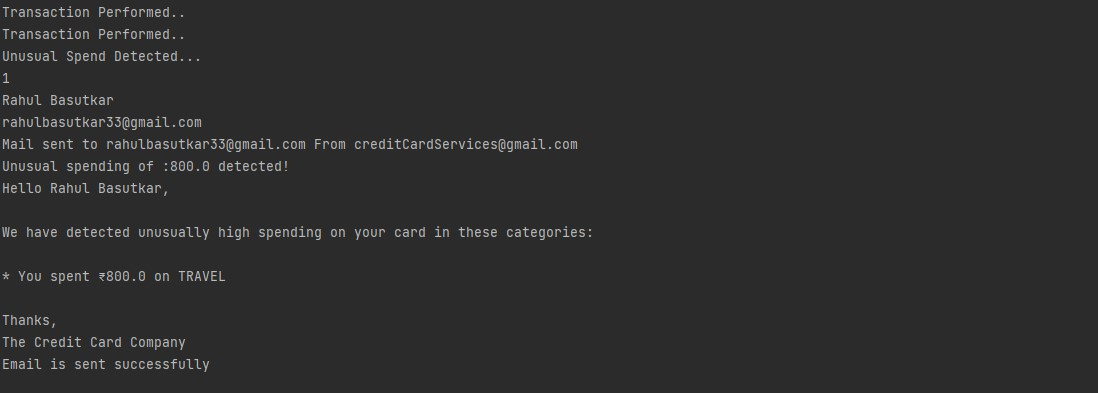 Transaction Performed..
Transaction Performed..
Unusual Spend Detected...
1
Rahul Basutkar
rahulbasutkar33@gmail.com
Mail sent to rahulbasutkar33@gmail.com From creditCardServices@gmail.com
Unusual spending of :800.0 detected!
Hello Rahul Basutkar,
We have detected unusually high spending on your card in these categories:
* You spent ₹800.0 on TRAVEL
Thanks,
The Credit Card Company
Email is sent successfully